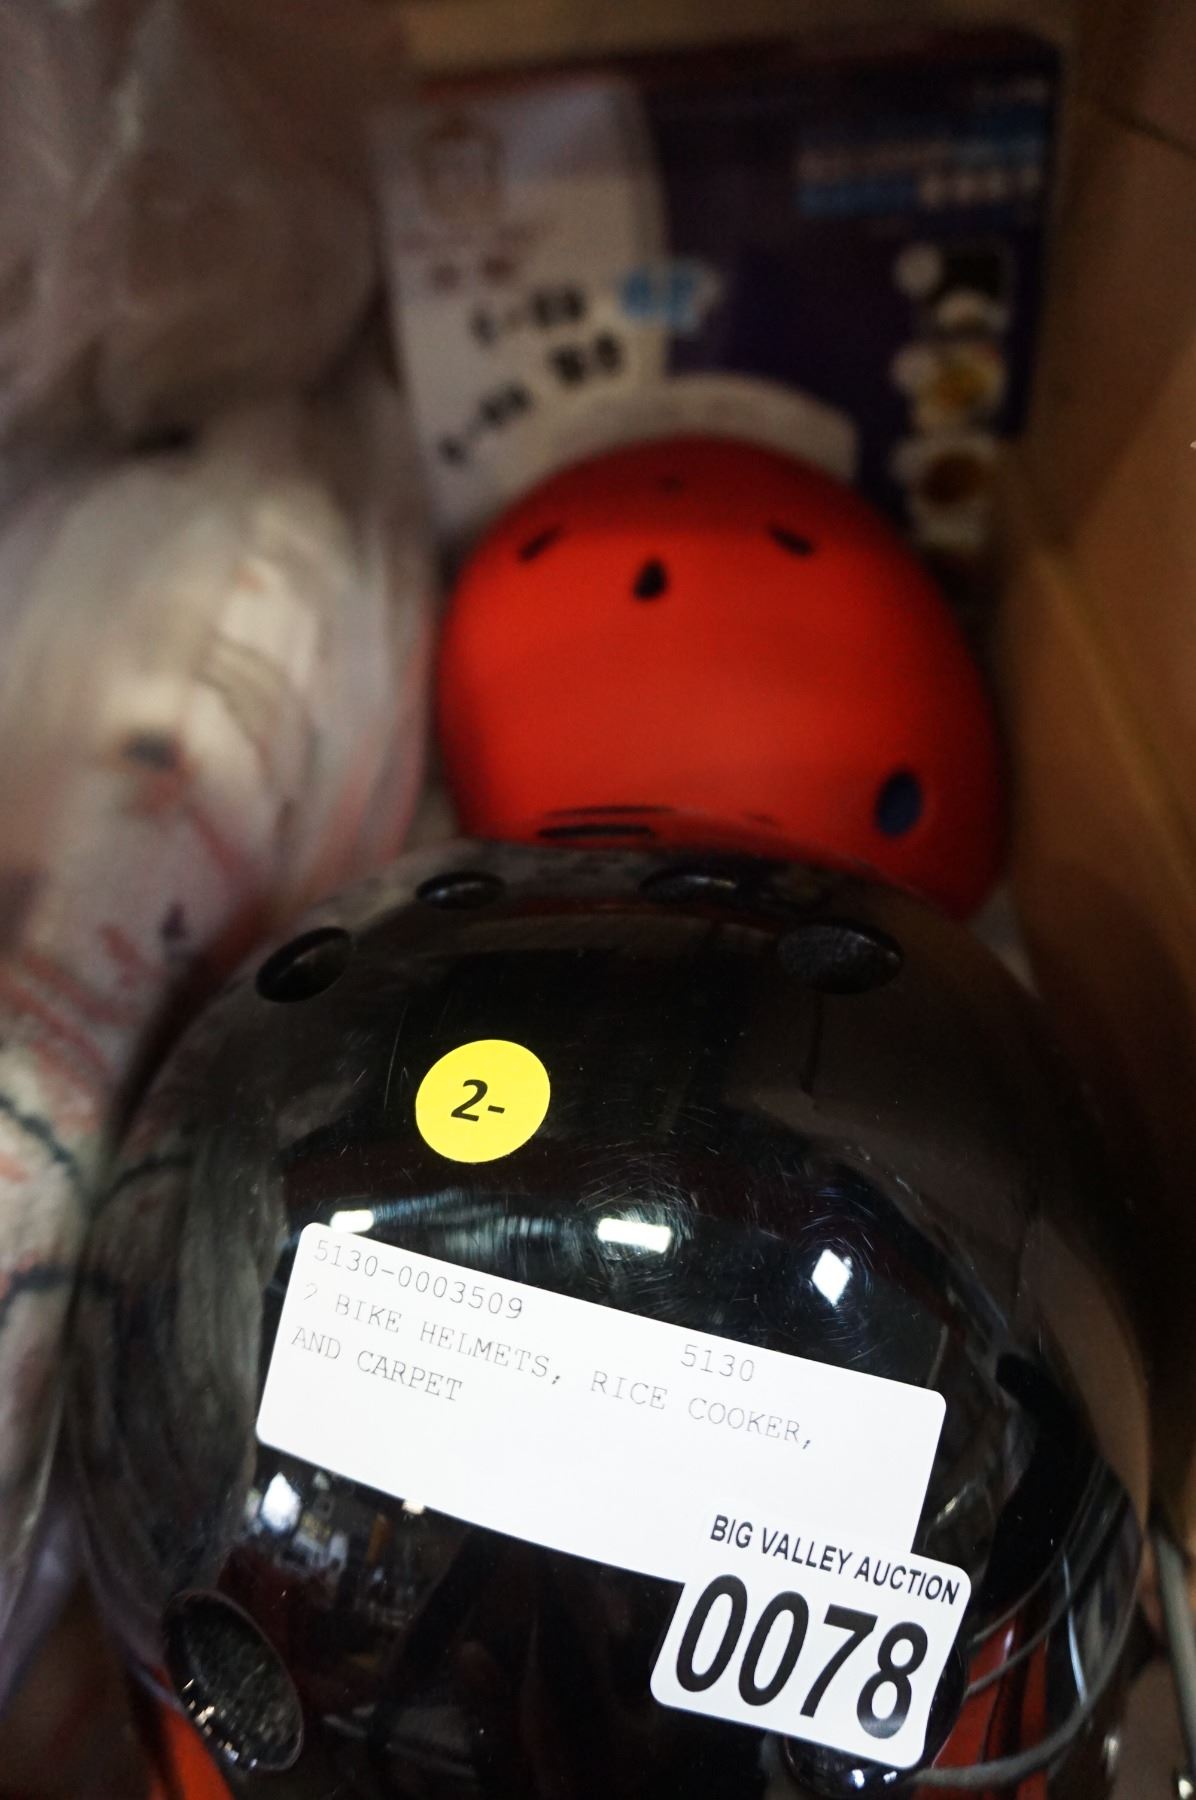 2-
5130-0003509 5130
2 BIKE HELMETS, RICE COOKER,
AND CARPET
BIG VALLEY AUCTION
0078